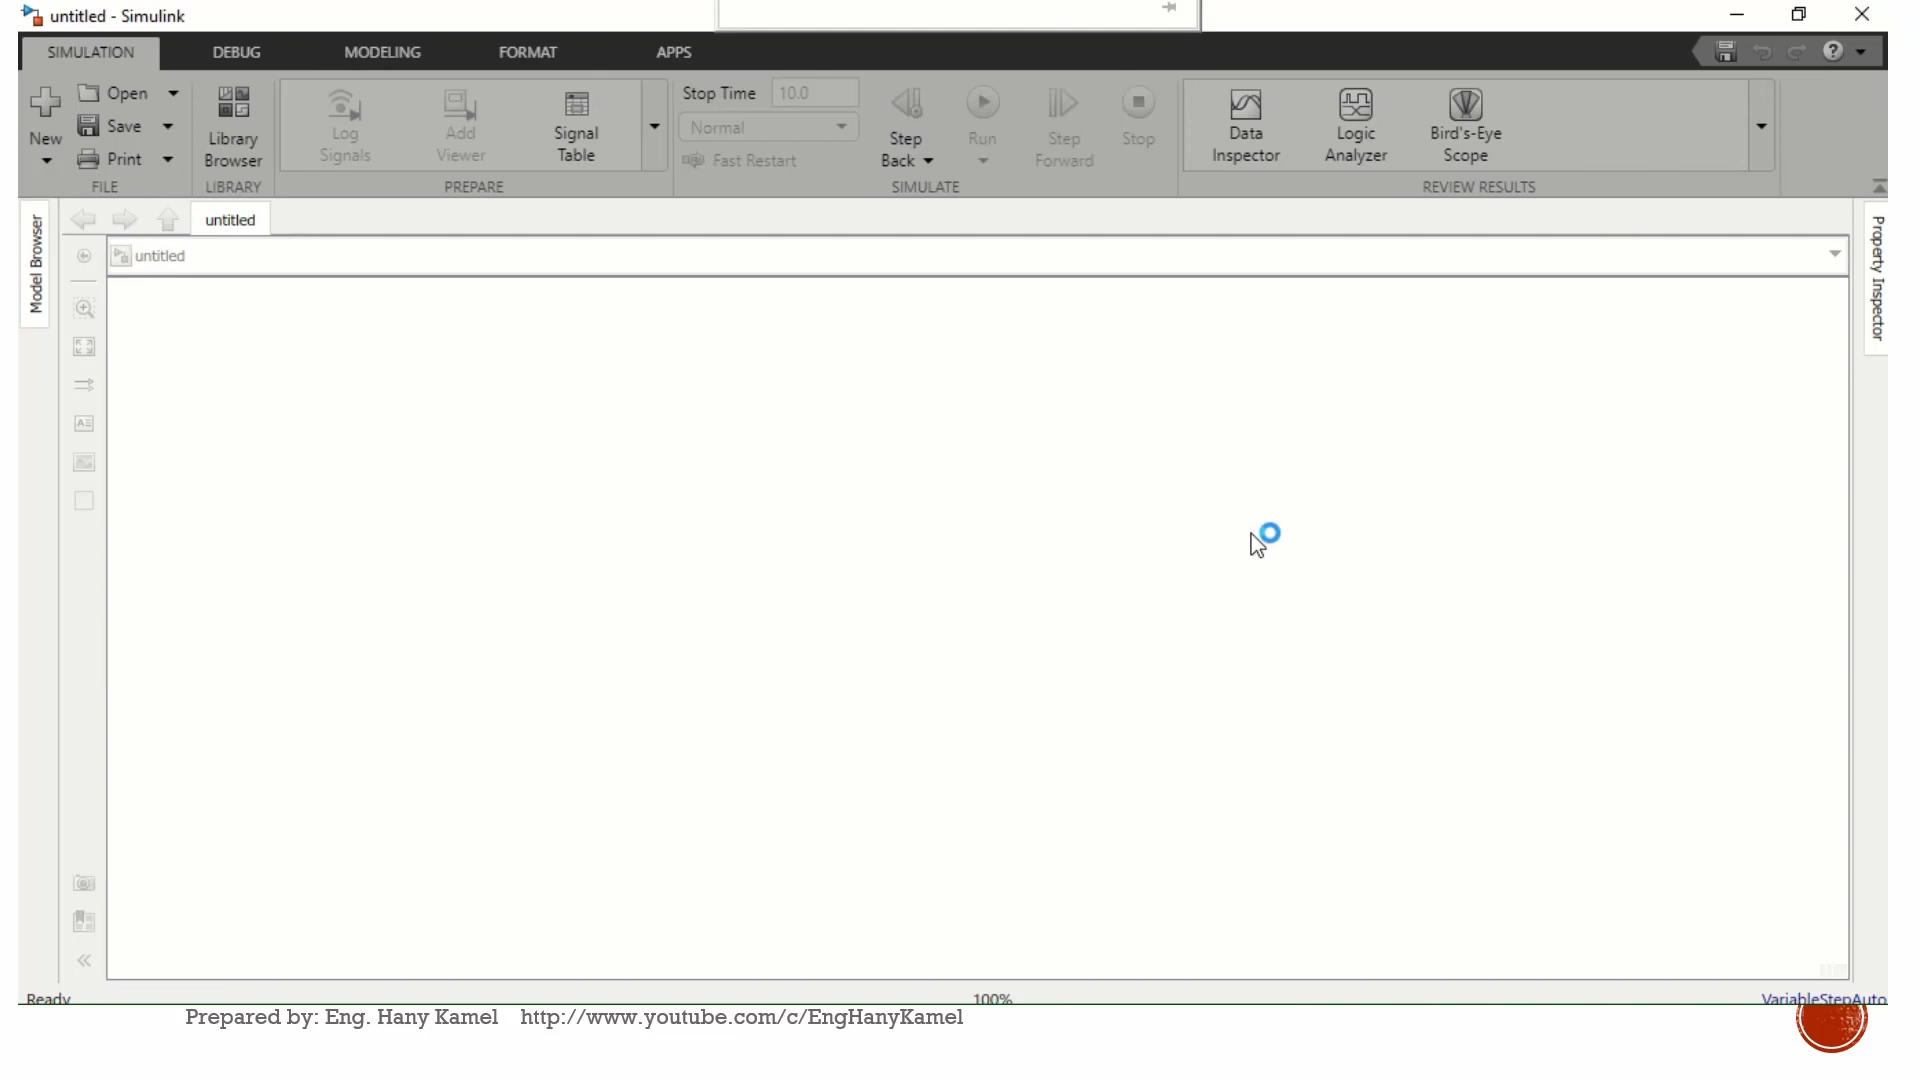 untitled - Simulink
SIMULATION DEBUG MODELING FORMAT APPS
New
Open
Save
Print
FILE
Library
Browser
LIBRARY
Log
Signals
Add
Viewer
Signal
Table
PREPARE
Stop Time 10.0
Normal
Fast Restart
Step
Back
Run
Step
Forward
Stop
SIMULATE
Data
Inspector
Logic
Analyzer
Bird's-Eye
Scope
REVIEW RESULTS
Model Browser
untitled
untitled
Property Inspector
Ready 100% VariableStepAuto
Prepared by: Eng. Hany Kamel http://www.youtube.com/c/EngHanyKamel